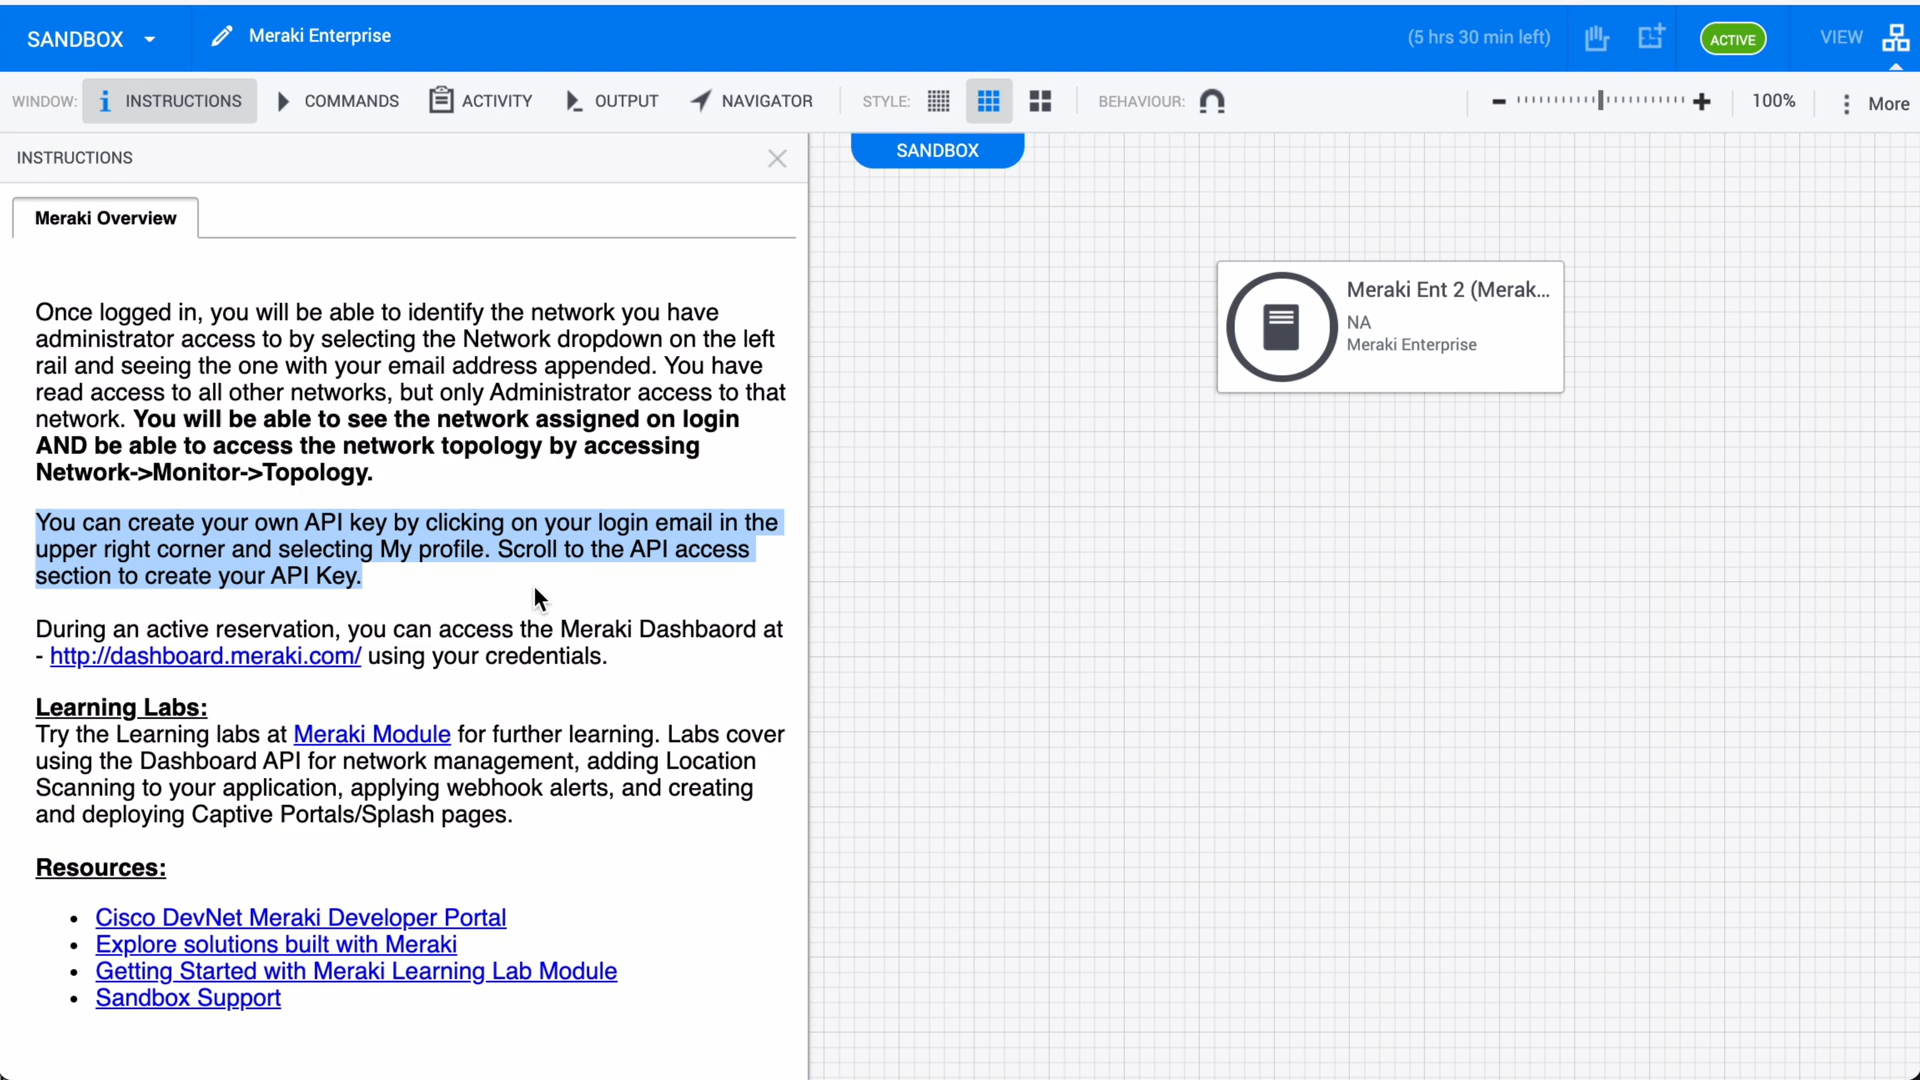 SANDBOX
Meraki Enterprise
(5 hrs 30 min left)
ACTIVE
VIEW
WINDOW:
INSTRUCTIONS
COMMANDS
ACTIVITY
OUTPUT
NAVIGATOR
STYLE:
BEHAVIOUR:
100%
More
INSTRUCTIONS
SANDBOX
Meraki Overview
Meraki Ent 2 (Merak...
NA
Meraki Enterprise
Once logged in, you will be able to identify the network you have
administrator access to by selecting the Network dropdown on the left
rail and seeing the one with your email address appended. You have
read access to all other networks, but only Administrator access to that
network. You will be able to see the network assigned on login
AND be able to access the network topology by accessing
Network->Monitor->Topology.
You can create your own API key by clicking on your login email in the
upper right corner and selecting My profile. Scroll to the API access
section to create your API Key.
During an active reservation, you can access the Meraki Dashbaord at
- http://dashboard.meraki.com/ using your credentials.
Learning Labs:
Try the Learning labs at Meraki Module for further learning. Labs cover
using the Dashboard API for network management, adding Location
Scanning to your application, applying webhook alerts, and creating
and deploying Captive Portals/Splash pages.
Resources:
• Cisco DevNet Meraki Developer Portal
• Explore solutions built with Meraki
• Getting Started with Meraki Learning Lab Module
• Sandbox Support